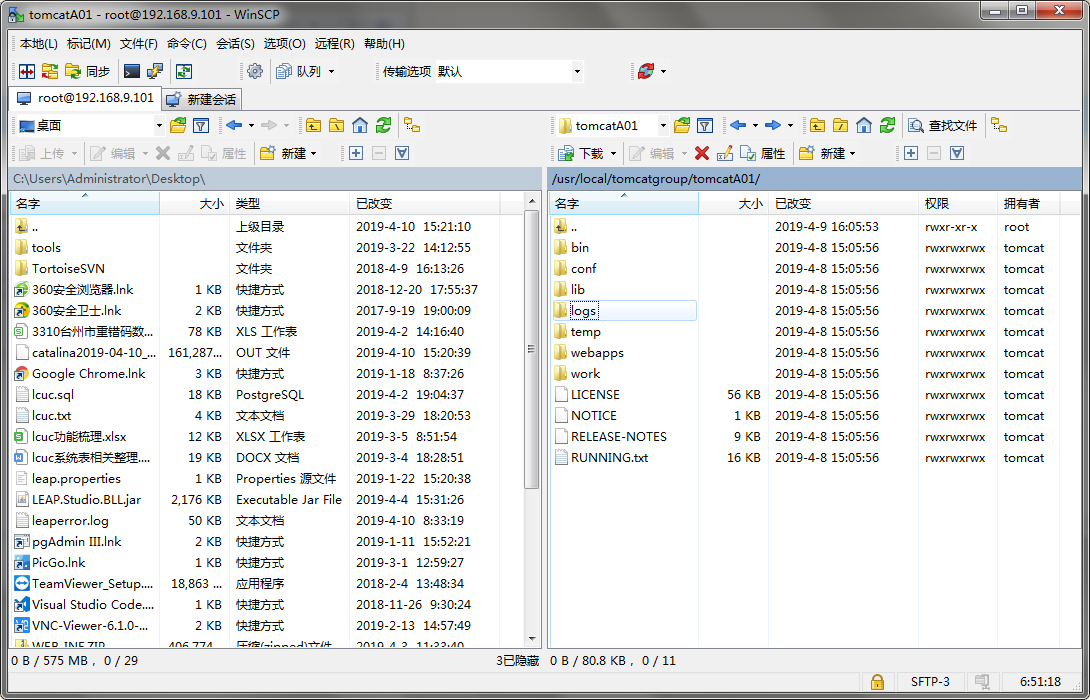 tomcatA01 - root@192.168.9.101 - WinSCP
本地(L) 标记(M) 文件(F) 命令(C) 会话(S) 选项(O) 远程(R) 帮助(H)
同步 队列 传输选项 默认
root@192.168.9.101 新建会话
桌面 tomcatA01 查找文件
上传 编辑 属性 新建 下载 编辑 属性 新建
C:\Users\Administrator\Desktop\ /usr/local/tomcatgroup/tomcatA01/
名字 大小 类型 已改变 名字 大小 已改变 权限 拥有者
.. 上级目录 2019-4-10 15:21:10 .. 2019-4-9 16:05:53 rwxr-xr-x root
tools 文件夹 2019-3-22 14:12:55 bin 2019-4-8 15:05:56 rwxrwxrwx tomcat
TortoiseSVN 文件夹 2018-4-9 16:13:26 conf 2019-4-8 15:05:56 rwxrwxrwx tomcat
360安全浏览器.lnk 1 KB 快捷方式 2018-12-20 17:55:37 lib 2019-4-8 15:05:56 rwxrwxrwx tomcat
360安全卫士.lnk 2 KB 快捷方式 2017-9-19 19:00:09 logs 2019-4-8 15:05:56 rwxrwxrwx tomcat
3310台州市重错码数... 78 KB XLS 工作表 2019-4-2 14:16:40 temp 2019-4-8 15:05:56 rwxrwxrwx tomcat
catalina2019-04-10_... 161,287... OUT 文件 2019-4-10 15:20:39 webapps 2019-4-8 15:05:56 rwxrwxrwx tomcat
Google Chrome.lnk 3 KB 快捷方式 2019-1-18 8:37:26 work 2019-4-8 15:05:56 rwxrwxrwx tomcat
lcuc.sql 18 KB PostgreSQL 2019-4-2 19:04:37 LICENSE 56 KB 2019-4-8 15:05:56 rwxrwxrwx tomcat
lcuc.txt 4 KB 文本文档 2019-3-29 18:20:53 NOTICE 1 KB 2019-4-8 15:05:56 rwxrwxrwx tomcat
lcuc功能梳理.xlsx 12 KB XLSX 工作表 2019-3-5 8:51:54 RELEASE-NOTES 9 KB 2019-4-8 15:05:56 rwxrwxrwx tomcat
lcuc系统表相关整理.... 19 KB DOCX 文档 2019-3-4 18:28:51 RUNNING.txt 16 KB 2019-4-8 15:05:56 rwxrwxrwx tomcat
leap.properties 1 KB Properties 源文件 2019-1-22 15:20:38
LEAP.Studio.BLL.jar 2,176 KB Executable Jar File 2019-4-4 15:31:26
leaperror.log 50 KB 文本文档 2019-4-10 8:33:19
pgAdmin III.lnk 2 KB 快捷方式 2019-1-11 15:52:21
PicGo.lnk 1 KB 快捷方式 2019-3-1 12:59:27
TeamViewer_Setup.... 18,863 ... 应用程序 2018-2-4 13:48:34
Visual Studio Code.... 1 KB 快捷方式 2018-11-26 9:30:24
VNC-Viewer-6.1.0-... 2 KB 快捷方式 2019-2-13 14:57:49
WEB-INF.ZIP 406,774... 压缩(zipped)文件... 2019-4-3 11:33:40
0 B / 575 MB, 0 / 29 3已隐藏 0 B / 80.8 KB, 0 / 11
SFTP-3 6:51:18